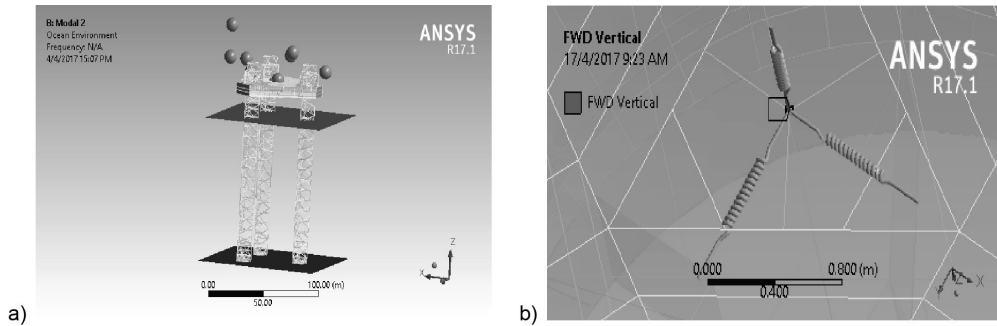 B: Modal 2
Ocean Environment
Frequency: N/A
4/4/2017 15:07 PM
ANSYS
R17.1
Z
X
0.00
100.00 (m)
50.00
a)
FWD Vertical
17/4/2017 9:23 AM
ANSYS
R17.1
FWD Vertical
0.000
0.800 (m)
0.400
Y
Z
X
b)